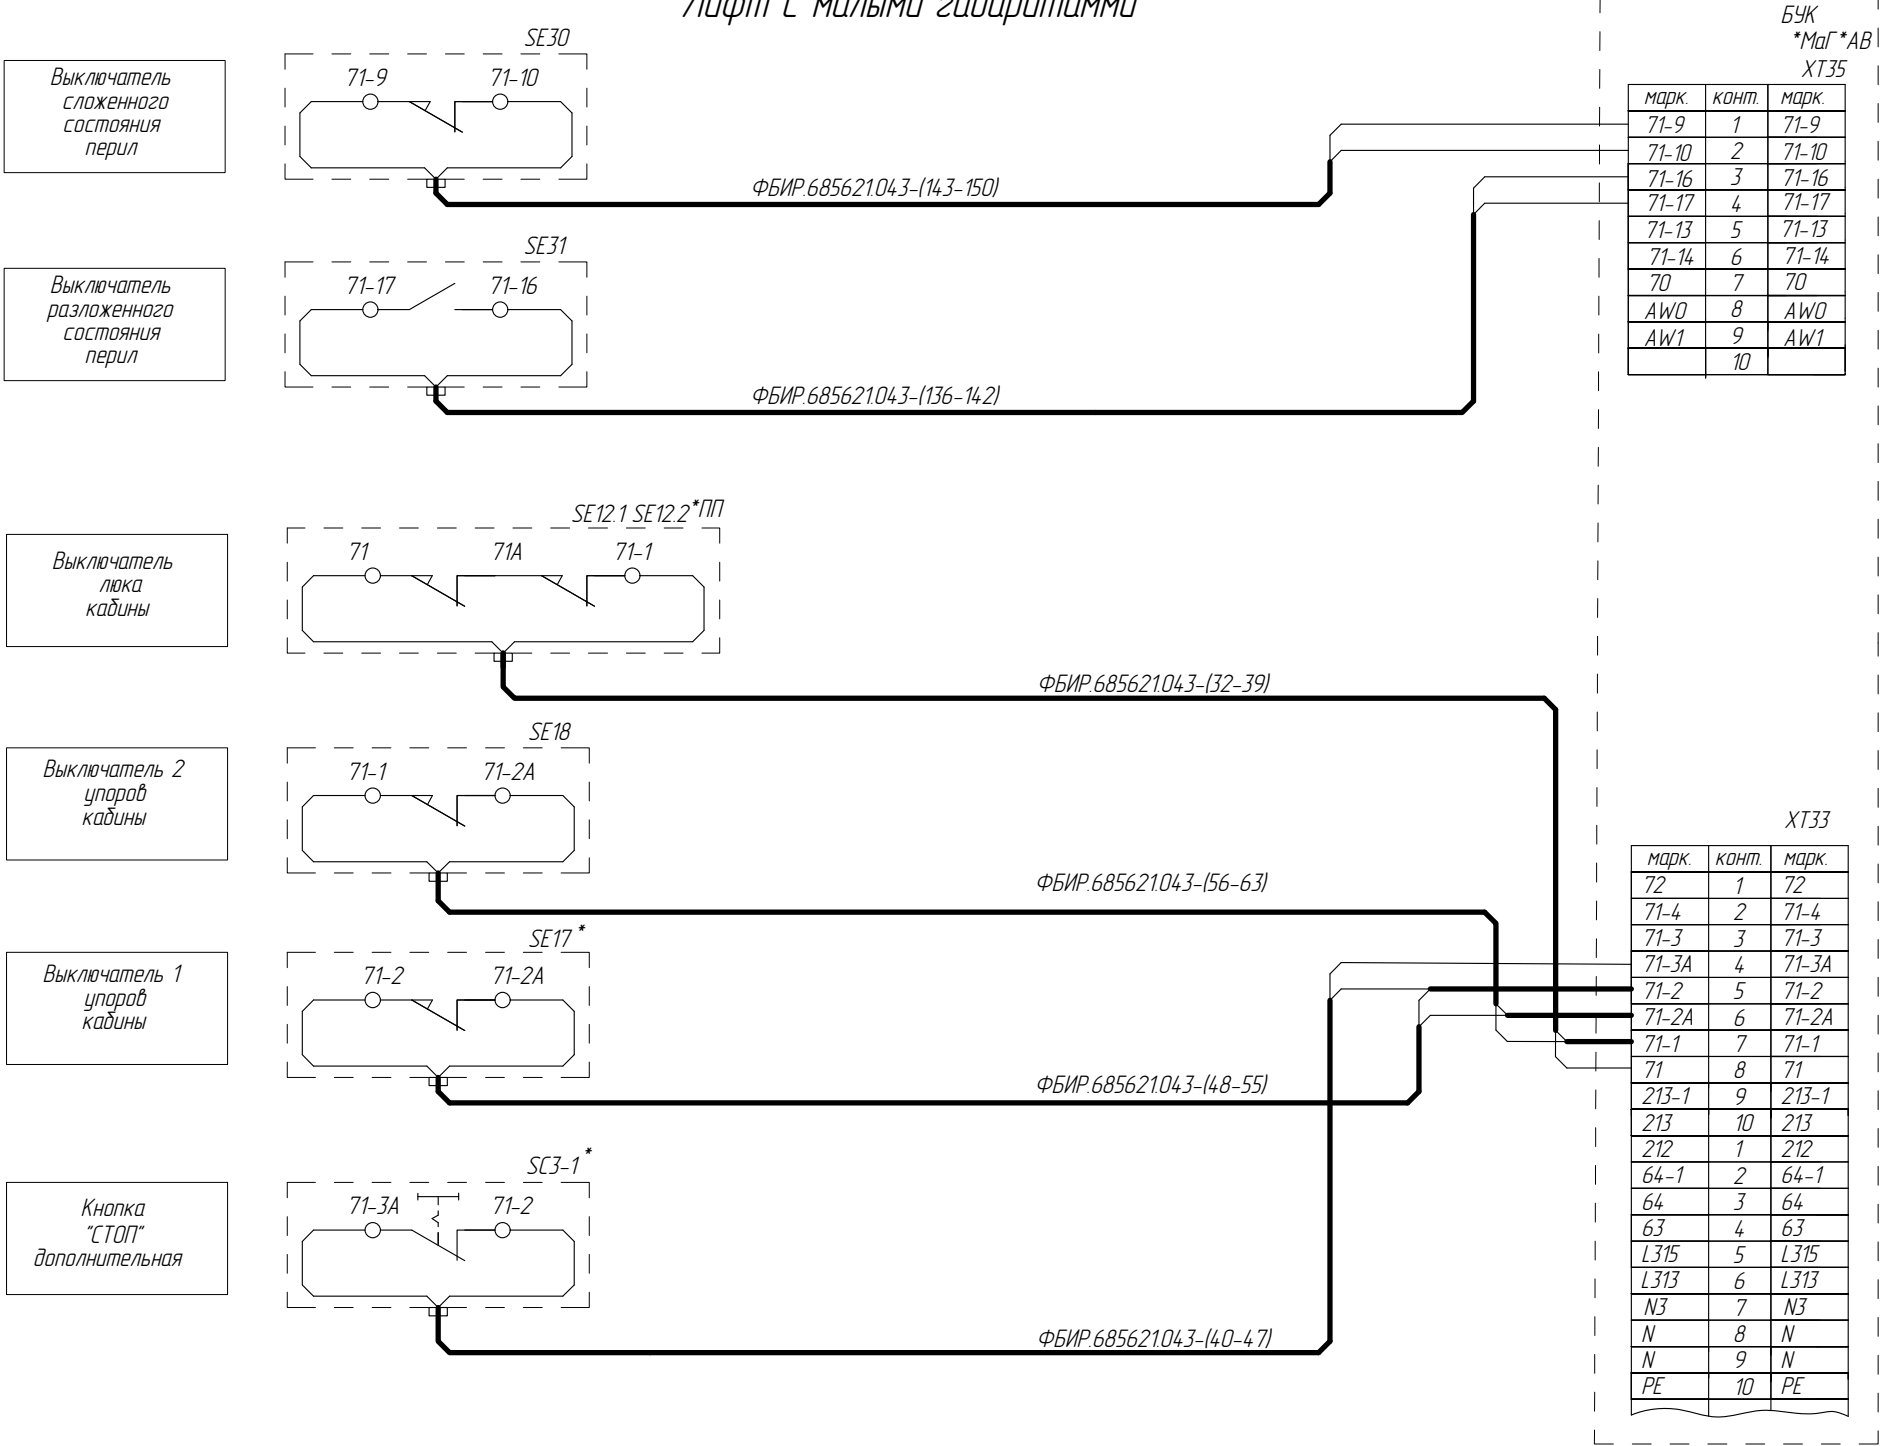 Лифт с малыми габаритамми
БУК
*МаГ*АВ
Выключатель
сложенного
состояния
перил
SE30
71-9 71-10
ФБИР.685621.043-(143-150)
XT35
марк. конт. марк.
71-9 1 71-9
71-10 2 71-10
71-16 3 71-16
71-17 4 71-17
71-13 5 71-13
71-14 6 71-14
70 7 70
AW0 8 AW0
AW1 9 AW1
10
Выключатель
разложенного
состояния
перил
SE31
71-17 71-16
ФБИР.685621.043-(136-142)
Выключатель
люка
кабины
SE12.1 SE12.2 *ПП
71 71А 71-1
ФБИР.685621.043-(32-39)
Выключатель 2
упоров
кабины
SE18
71-1 71-2А
ФБИР.685621.043-(56-63)
Выключатель 1
упоров
кабины
SE17 *
71-2 71-2А
ФБИР.685621.043-(48-55)
Кнопка
"СТОП"
дополнительная
SC3-1 *
71-3А 71-2
ФБИР.685621.043-(40-47)
XT33
марк. конт. марк.
72 1 72
71-4 2 71-4
71-3 3 71-3
71-3А 4 71-3А
71-2 5 71-2
71-2А 6 71-2А
71-1 7 71-1
71 8 71
213-1 9 213-1
213 10 213
212 1 212
64-1 2 64-1
64 3 64
63 4 63
L315 5 L315
L313 6 L313
N3 7 N3
N 8 N
N 9 N
PE 10 PE